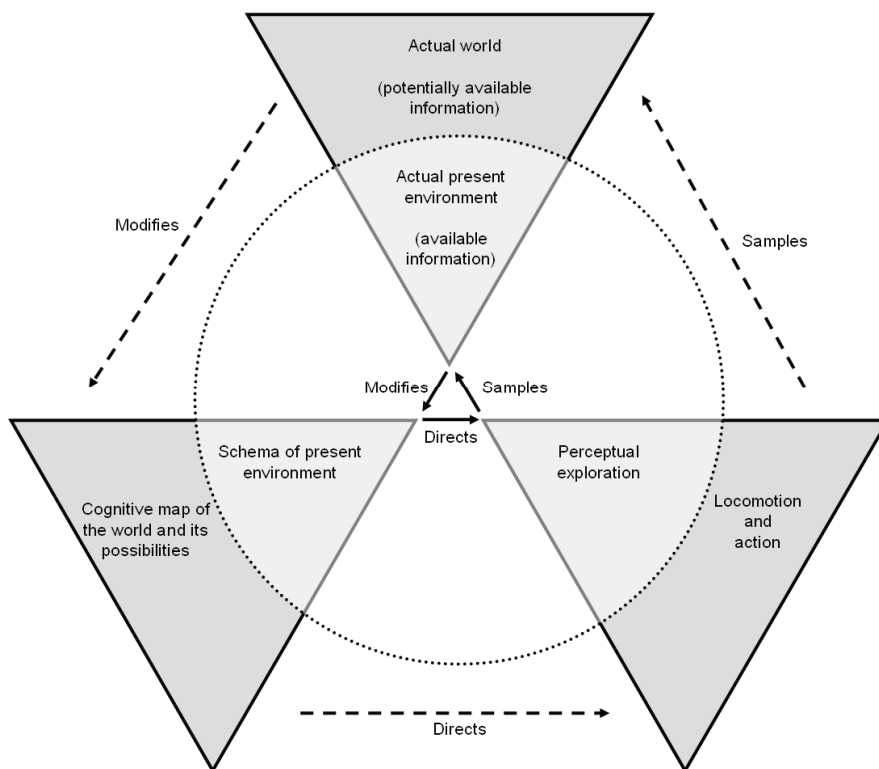 Actual world
(potentially available
information)
Actual present
environment
(available
information)
Modifies
Samples
Modifies
Samples
Directs
Schema of present
environment
Perceptual
exploration
Cognitive map of
the world and its
possibilities
Locomotion
and
action
Directs